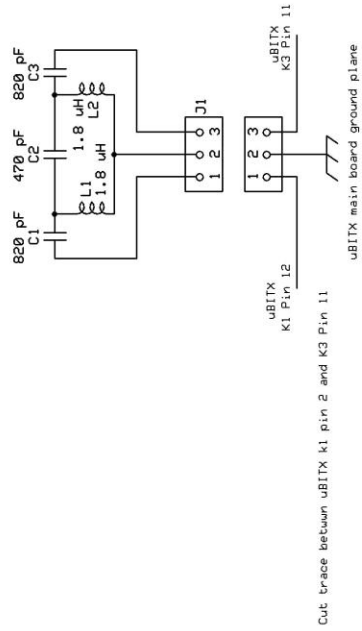 820 pF
C1
470 pF
C2
820 pF
C3
L1
1.8 uH
1.8 uH
L2
J1
1
2
3
1
2
3
uBITX
K1 Pin 12
uBITX
K3 Pin 11
uBITX main board ground plane
Cut trace betwun uBITX k1 pin 2 and K3 Pin 11